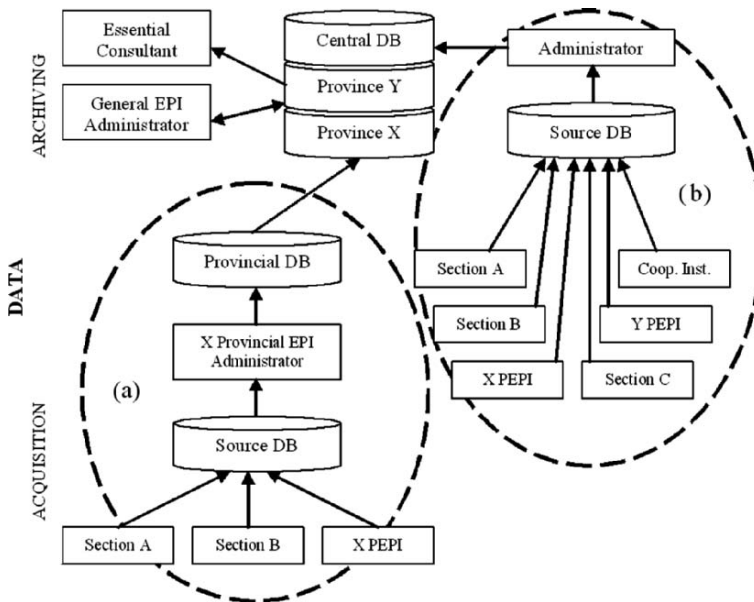 Essential
Consultant
Central DB
Administrator
Province Y
General EPI
Administrator
Province X
Source DB
ARCHIVING
(b)
Section A
Coop. Inst.
Provincial DB
Section B
Y PEPI
DATA
X Provincial EPI
Administrator
X PEPI
Section C
(a)
Source DB
ACQUISITION
Section A
Section B
X PEPI